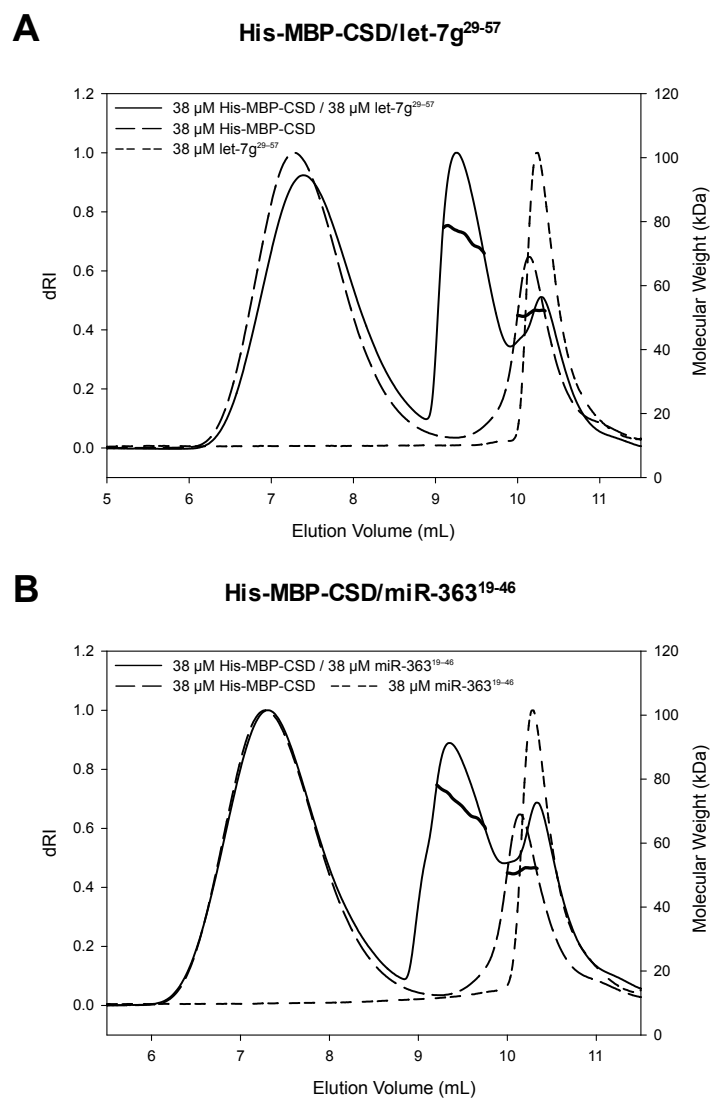 A
His-MBP-CSD/let-7g29-57
38 µM His-MBP-CSD / 38 µM let-7g29–57
38 µM His-MBP-CSD
38 µM let-7g29–57
1.2
1.0
0.8
0.6
0.4
0.2
0.0
dRI
120
100
80
60
40
20
0
Molecular Weight (kDa)
5 6 7 8 9 10 11
Elution Volume (mL)
B
His-MBP-CSD/miR-36319-46
38 µM His-MBP-CSD / 38 µM miR-36319–46
38 µM His-MBP-CSD 38 µM miR-36319–46
1.2
1.0
0.8
0.6
0.4
0.2
0.0
dRI
120
100
80
60
40
20
0
Molecular Weight (kDa)
6 7 8 9 10 11
Elution Volume (mL)